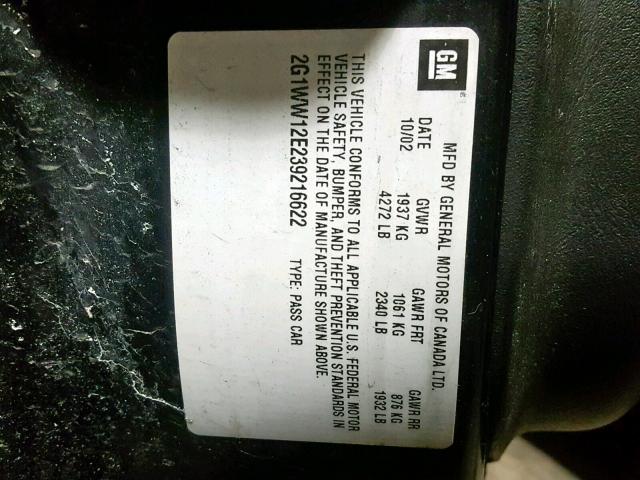 GM
MFD BY GENERAL MOTORS OF CANADA LTD.
DATE GVWR GAWR FRT GAWR RR
10/02 1937 KG 1061 KG 876 KG
4272 LB 2340 LB 1932 LB
THIS VEHICLE CONFORMS TO ALL APPLICABLE U.S. FEDERAL MOTOR
VEHICLE SAFETY, BUMPER, AND THEFT PREVENTION STANDARDS IN
EFFECT ON THE DATE OF MANUFACTURE SHOWN ABOVE.
2G1WW12E239216622 TYPE: PASS CAR